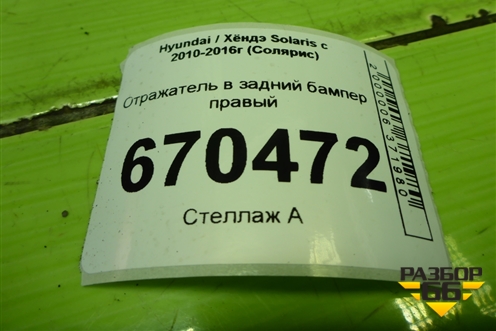 Hyundai / Хёндэ Solaris с
2010-2016г (Солярис)
Отражатель в задний бампер
правый
670472
Стеллаж А
2000006371980
РАЗБОР
66